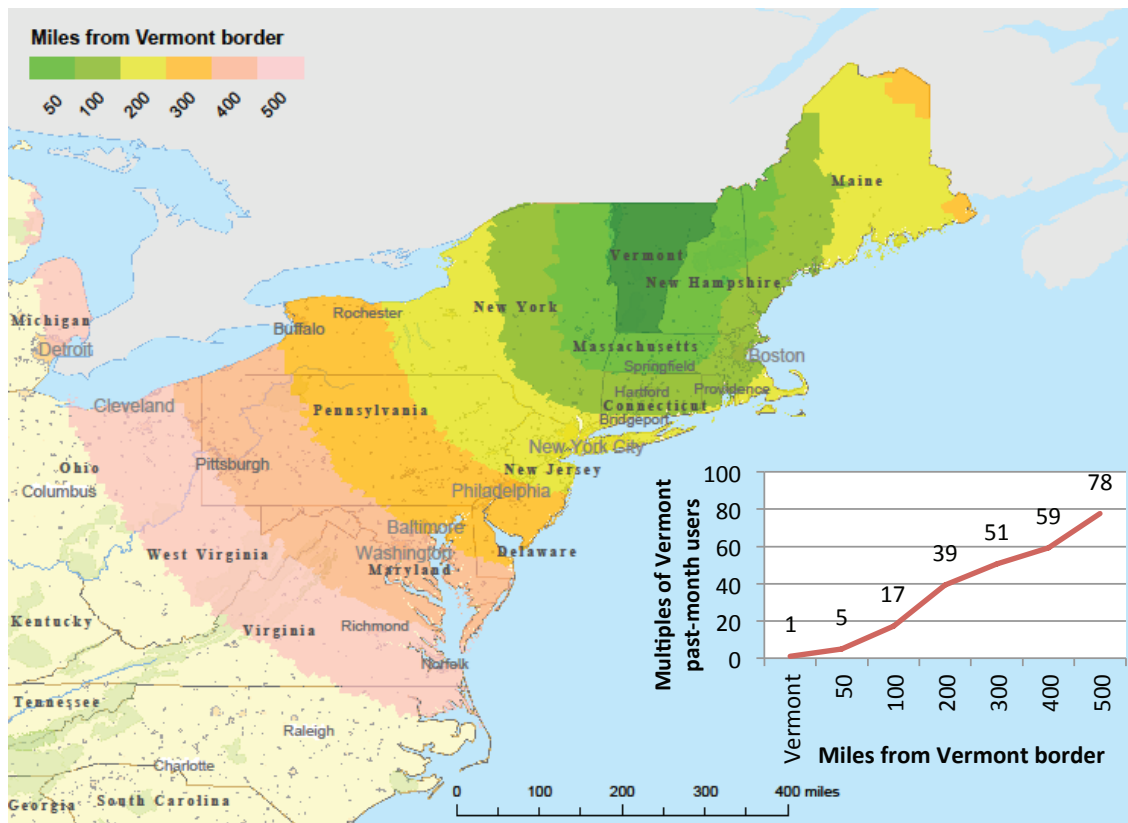 Miles from Vermont border
50 100 200 300 400 500
Maine
Vermont
New Hampshire
New York
Rochester
Buffalo
Michigan
Detroit
Massachusetts
Springfield
Boston
Hartford
Providence
Connecticut
Bridgeport
Cleveland
Pennsylvania
New York City
Pittsburgh
Ohio
New Jersey
Columbus
Philadelphia
Baltimore
West Virginia
Washington
Delaware
Maryland
Kentucky
Virginia
Richmond
Norfolk
Tennessee
Raleigh
Charlotte
Georgia
South Carolina
0 100 200 300 400 miles
Multiples of Vermont
past-month users
100
80
60
40
20
0
1 5 17 39 51 59 78
Vermont 50 100 200 300 400 500
Miles from Vermont border